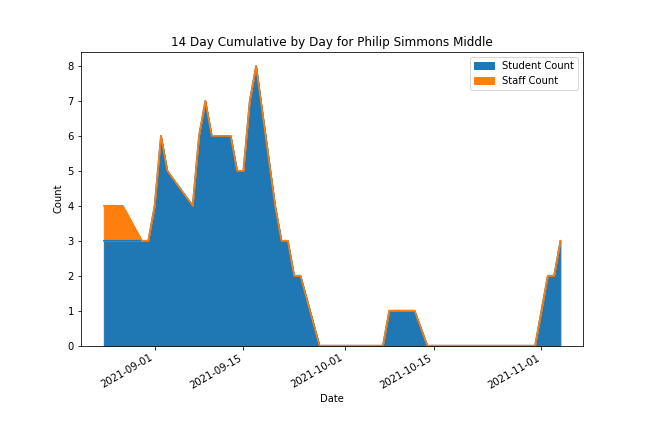 14 Day Cumulative by Day for Philip Simmons Middle
Student Count
Staff Count
8
7
6
5
4
3
2
1
0
Count
2021-09-01
2021-09-15
2021-10-01
2021-10-15
2021-11-01
Date